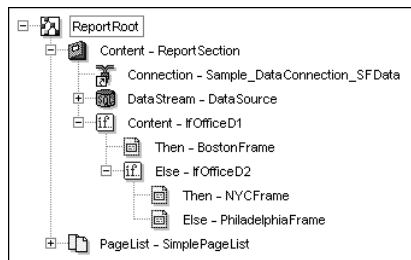 ReportRoot
Content - ReportSection
Connection - Sample_DataConnection_SFData
DataStream - DataSource
Content - IfOfficeD1
Then - BostonFrame
Else - IfOfficeD2
Then - NYCFrame
Else - PhiladelphiaFrame
PageList - SimplePageList